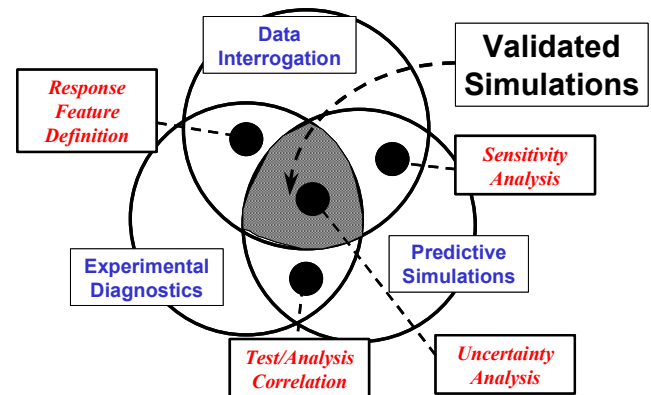 Data
Interrogation
Validated
Simulations
Response
Feature
Definition
Sensitivity
Analysis
Experimental
Diagnostics
Predictive
Simulations
Test/Analysis
Correlation
Uncertainty
Analysis